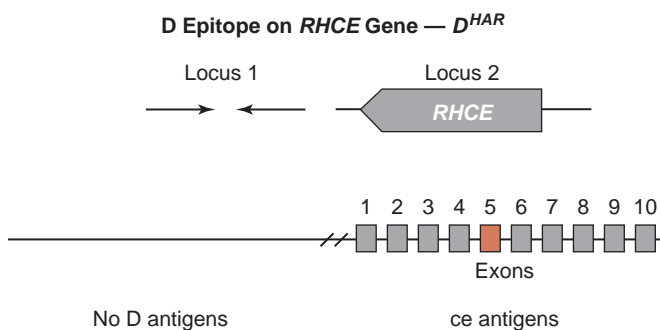 D Epitope on RHCE Gene — D^HAR
Locus 1 Locus 2
RHCE
1 2 3 4 5 6 7 8 9 10
Exons
No D antigens ce antigens